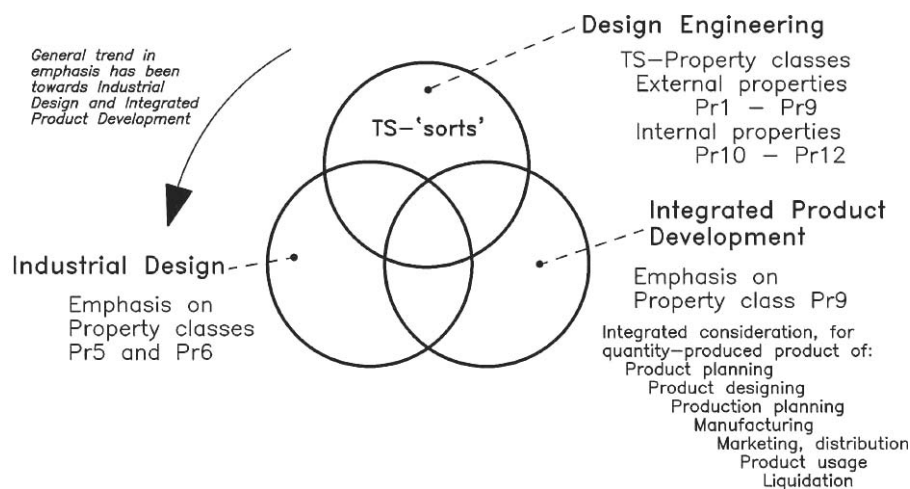 General trend in
emphasis has been
towards Industrial
Design and Integrated
Product Development
Design Engineering
TS-Property classes
External properties
Pr1 - Pr9
Internal properties
Pr10 - Pr12
TS-'sorts'
Integrated Product
Development
Emphasis on
Property class Pr9
Integrated consideration, for
quantity-produced product of:
Product planning
Product designing
Production planning
Manufacturing
Marketing, distribution
Product usage
Liquidation
Industrial Design
Emphasis on
Property classes
Pr5 and Pr6